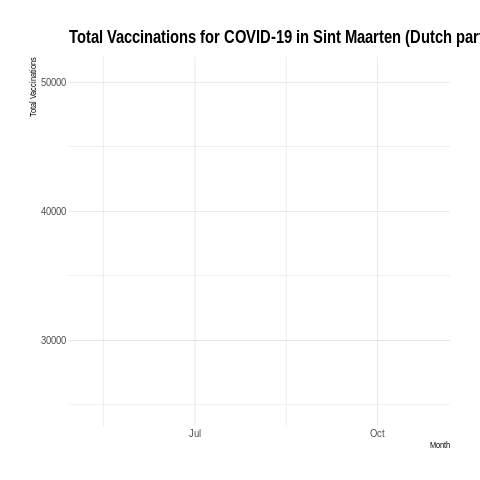 Total Vaccinations for COVID-19 in Sint Maarten (Dutch par
Total Vaccinations
50000
40000
30000
Jul
Oct
Month